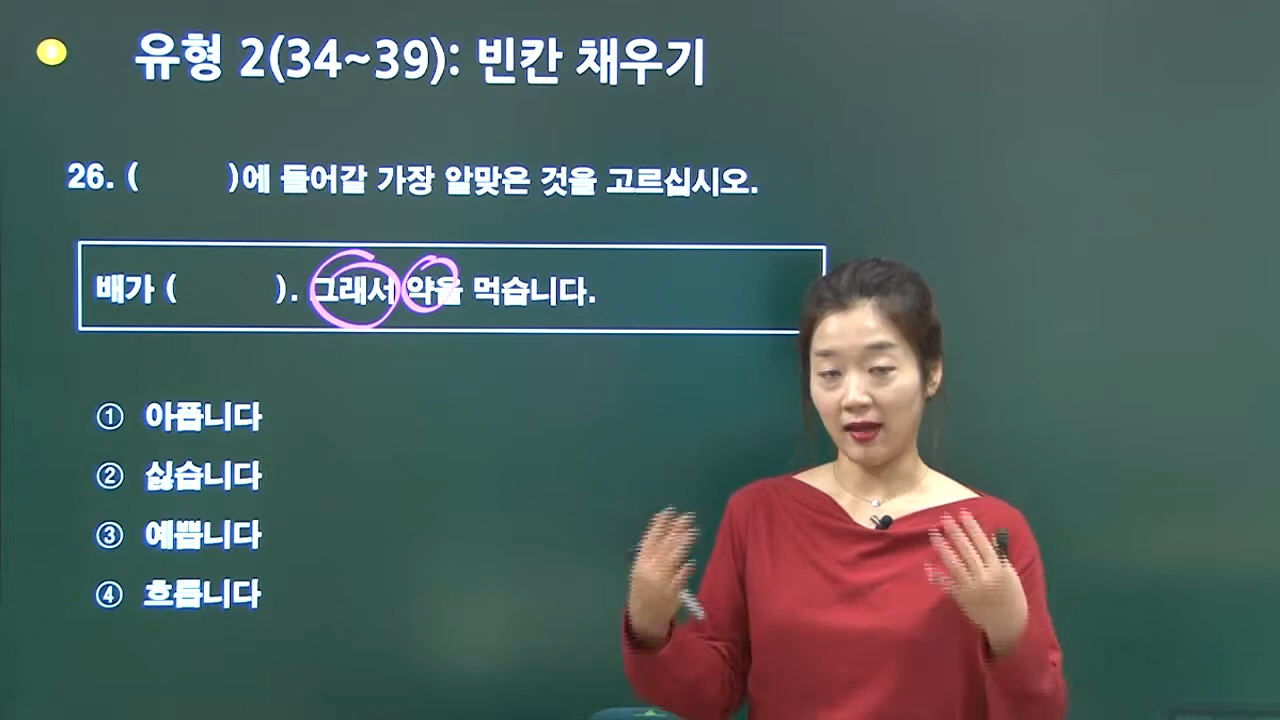 유형 2(34~39): 빈칸 채우기
26. (          )에 들어갈 가장 알맞은 것을 고르십시오.
배가 (          ). 그래서 약을 먹습니다.
① 아픕니다
② 싫습니다
③ 예쁩니다
④ 흐릅니다